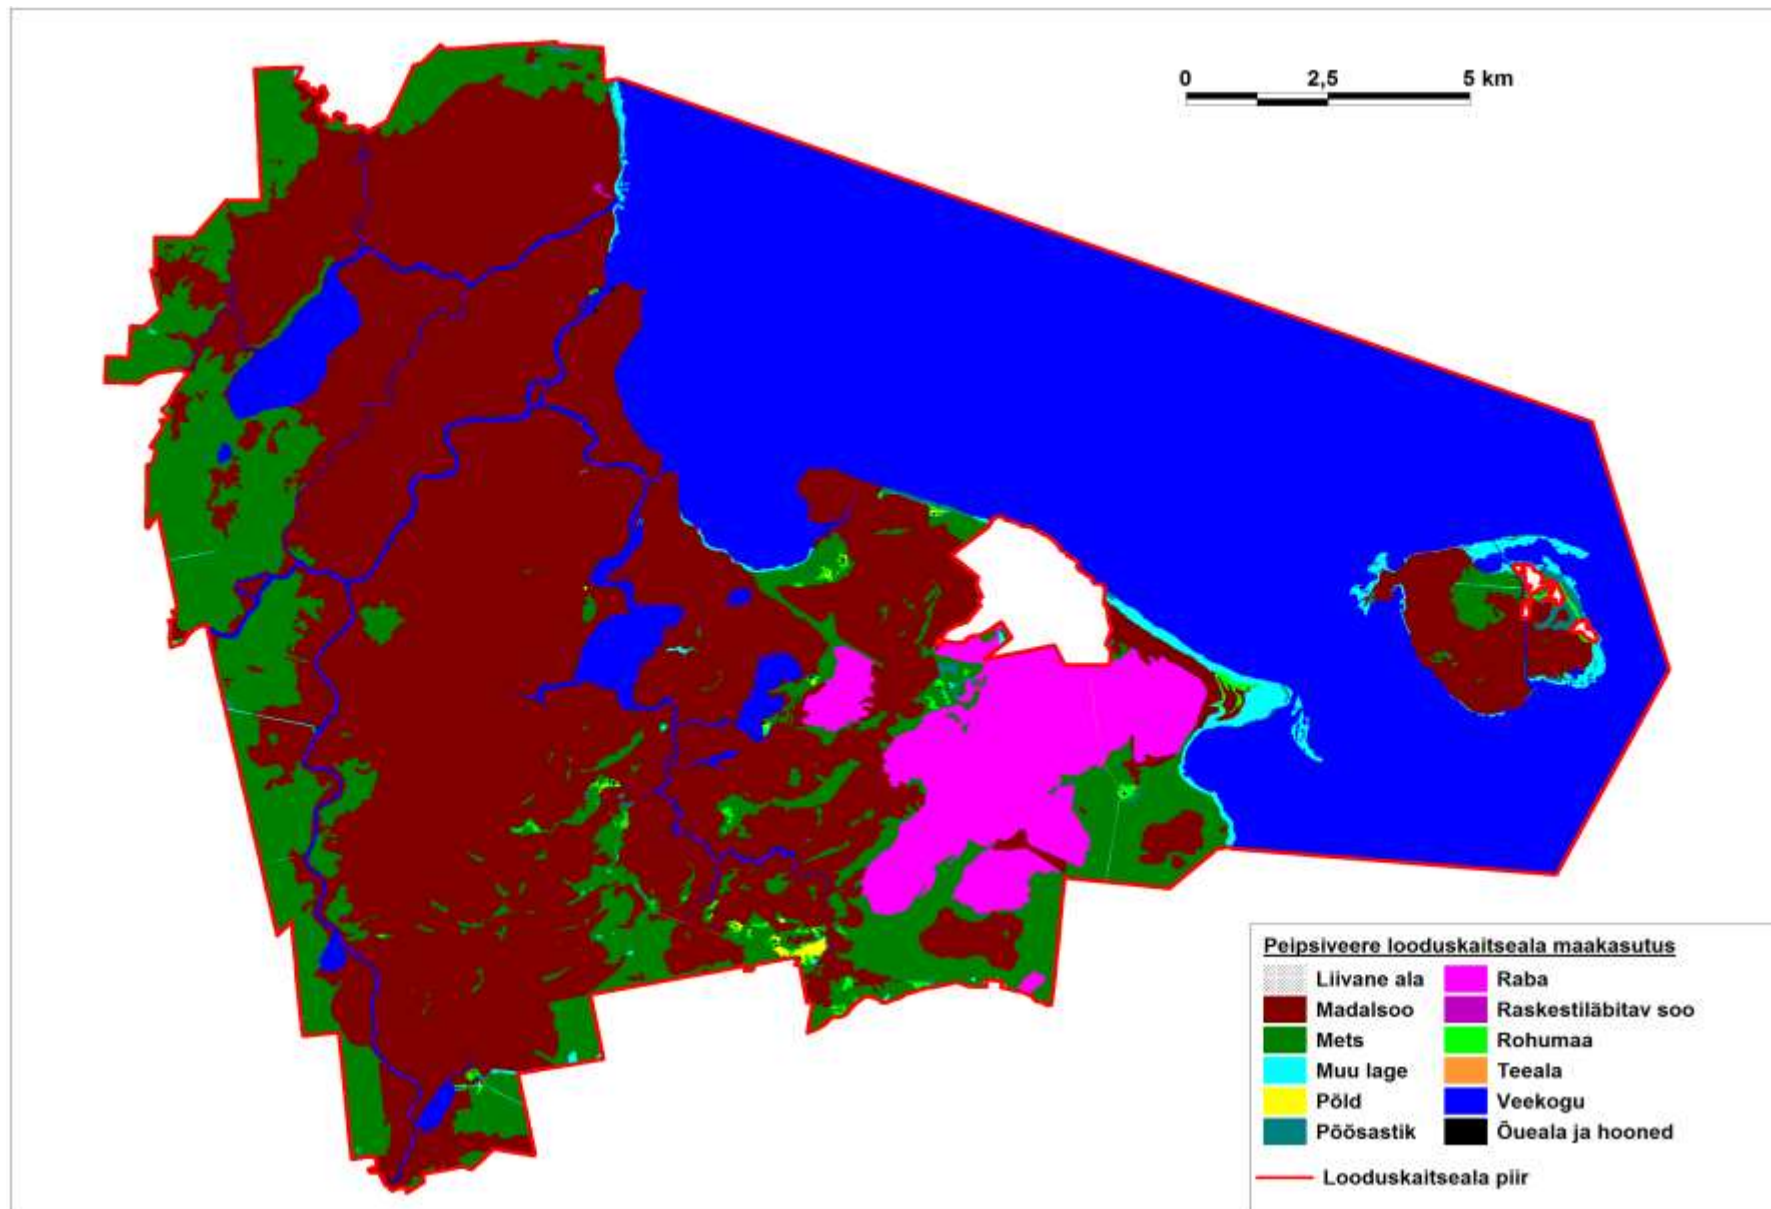 0 2,5 5 km
Peipsiveere looduskaitseala maakasutus
Liivane ala Raba
Madalsoo Raskestiläbitav soo
Mets Rohumaa
Muu lage Teeala
Põld Veekogu
Põõsastik Õueala ja hooned
Looduskaitseala piir